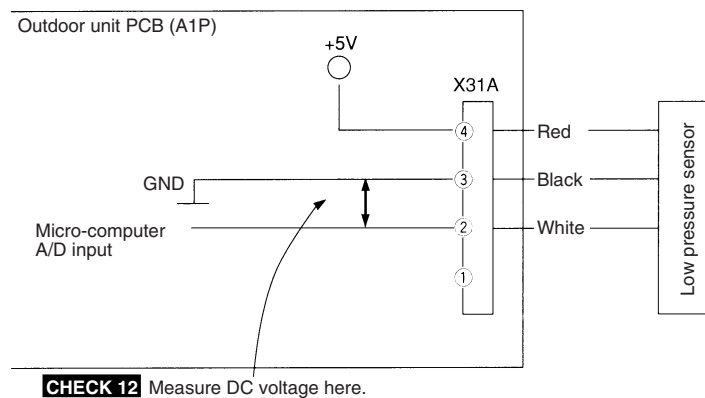 Outdoor unit PCB (A1P)
+5V
X31A
4
Red
GND
3
Black
Micro-computer
A/D input
2
White
1
Low pressure sensor
CHECK 12 Measure DC voltage here.